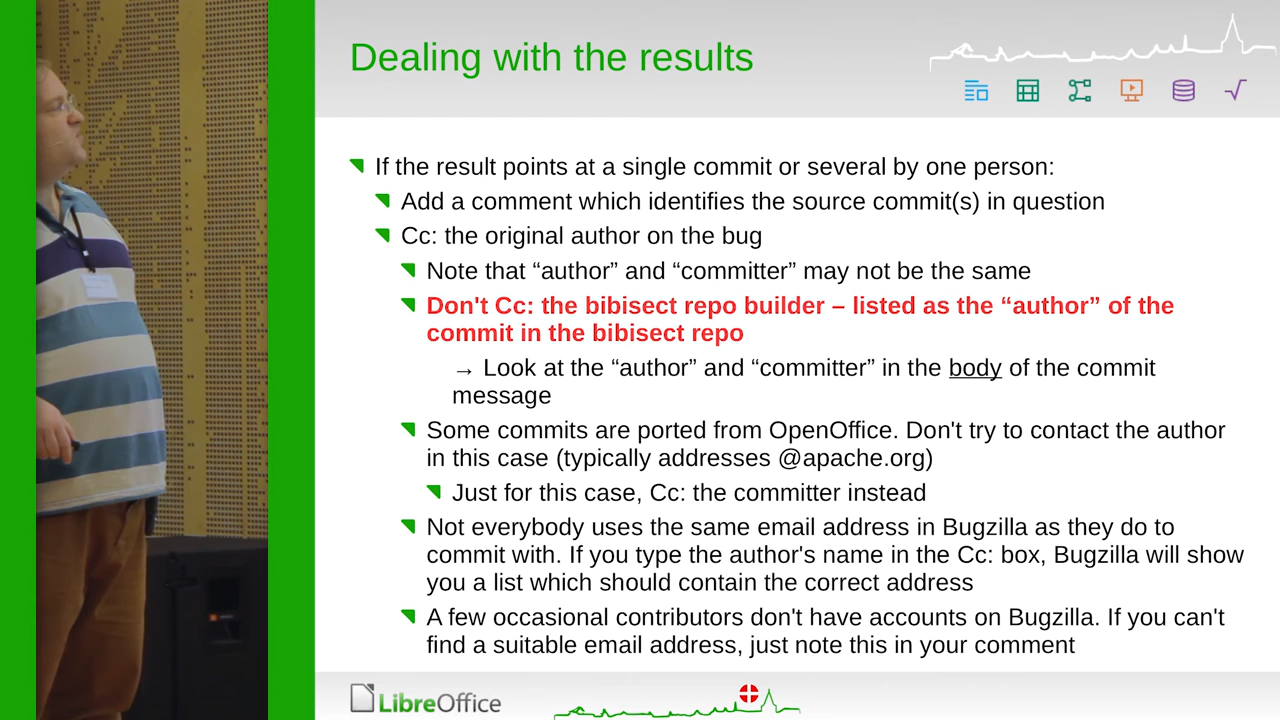 Dealing with the results
If the result points at a single commit or several by one person:
Add a comment which identifies the source commit(s) in question
Cc: the original author on the bug
Note that “author” and “committer” may not be the same
Don't Cc: the bibisect repo builder – listed as the “author” of the
commit in the bibisect repo
→ Look at the “author” and “committer” in the body of the commit
message
Some commits are ported from OpenOffice. Don't try to contact the author
in this case (typically addresses @apache.org)
Just for this case, Cc: the committer instead
Not everybody uses the same email address in Bugzilla as they do to
commit with. If you type the author's name in the Cc: box, Bugzilla will show
you a list which should contain the correct address
A few occasional contributors don't have accounts on Bugzilla. If you can't
find a suitable email address, just note this in your comment
LibreOffice